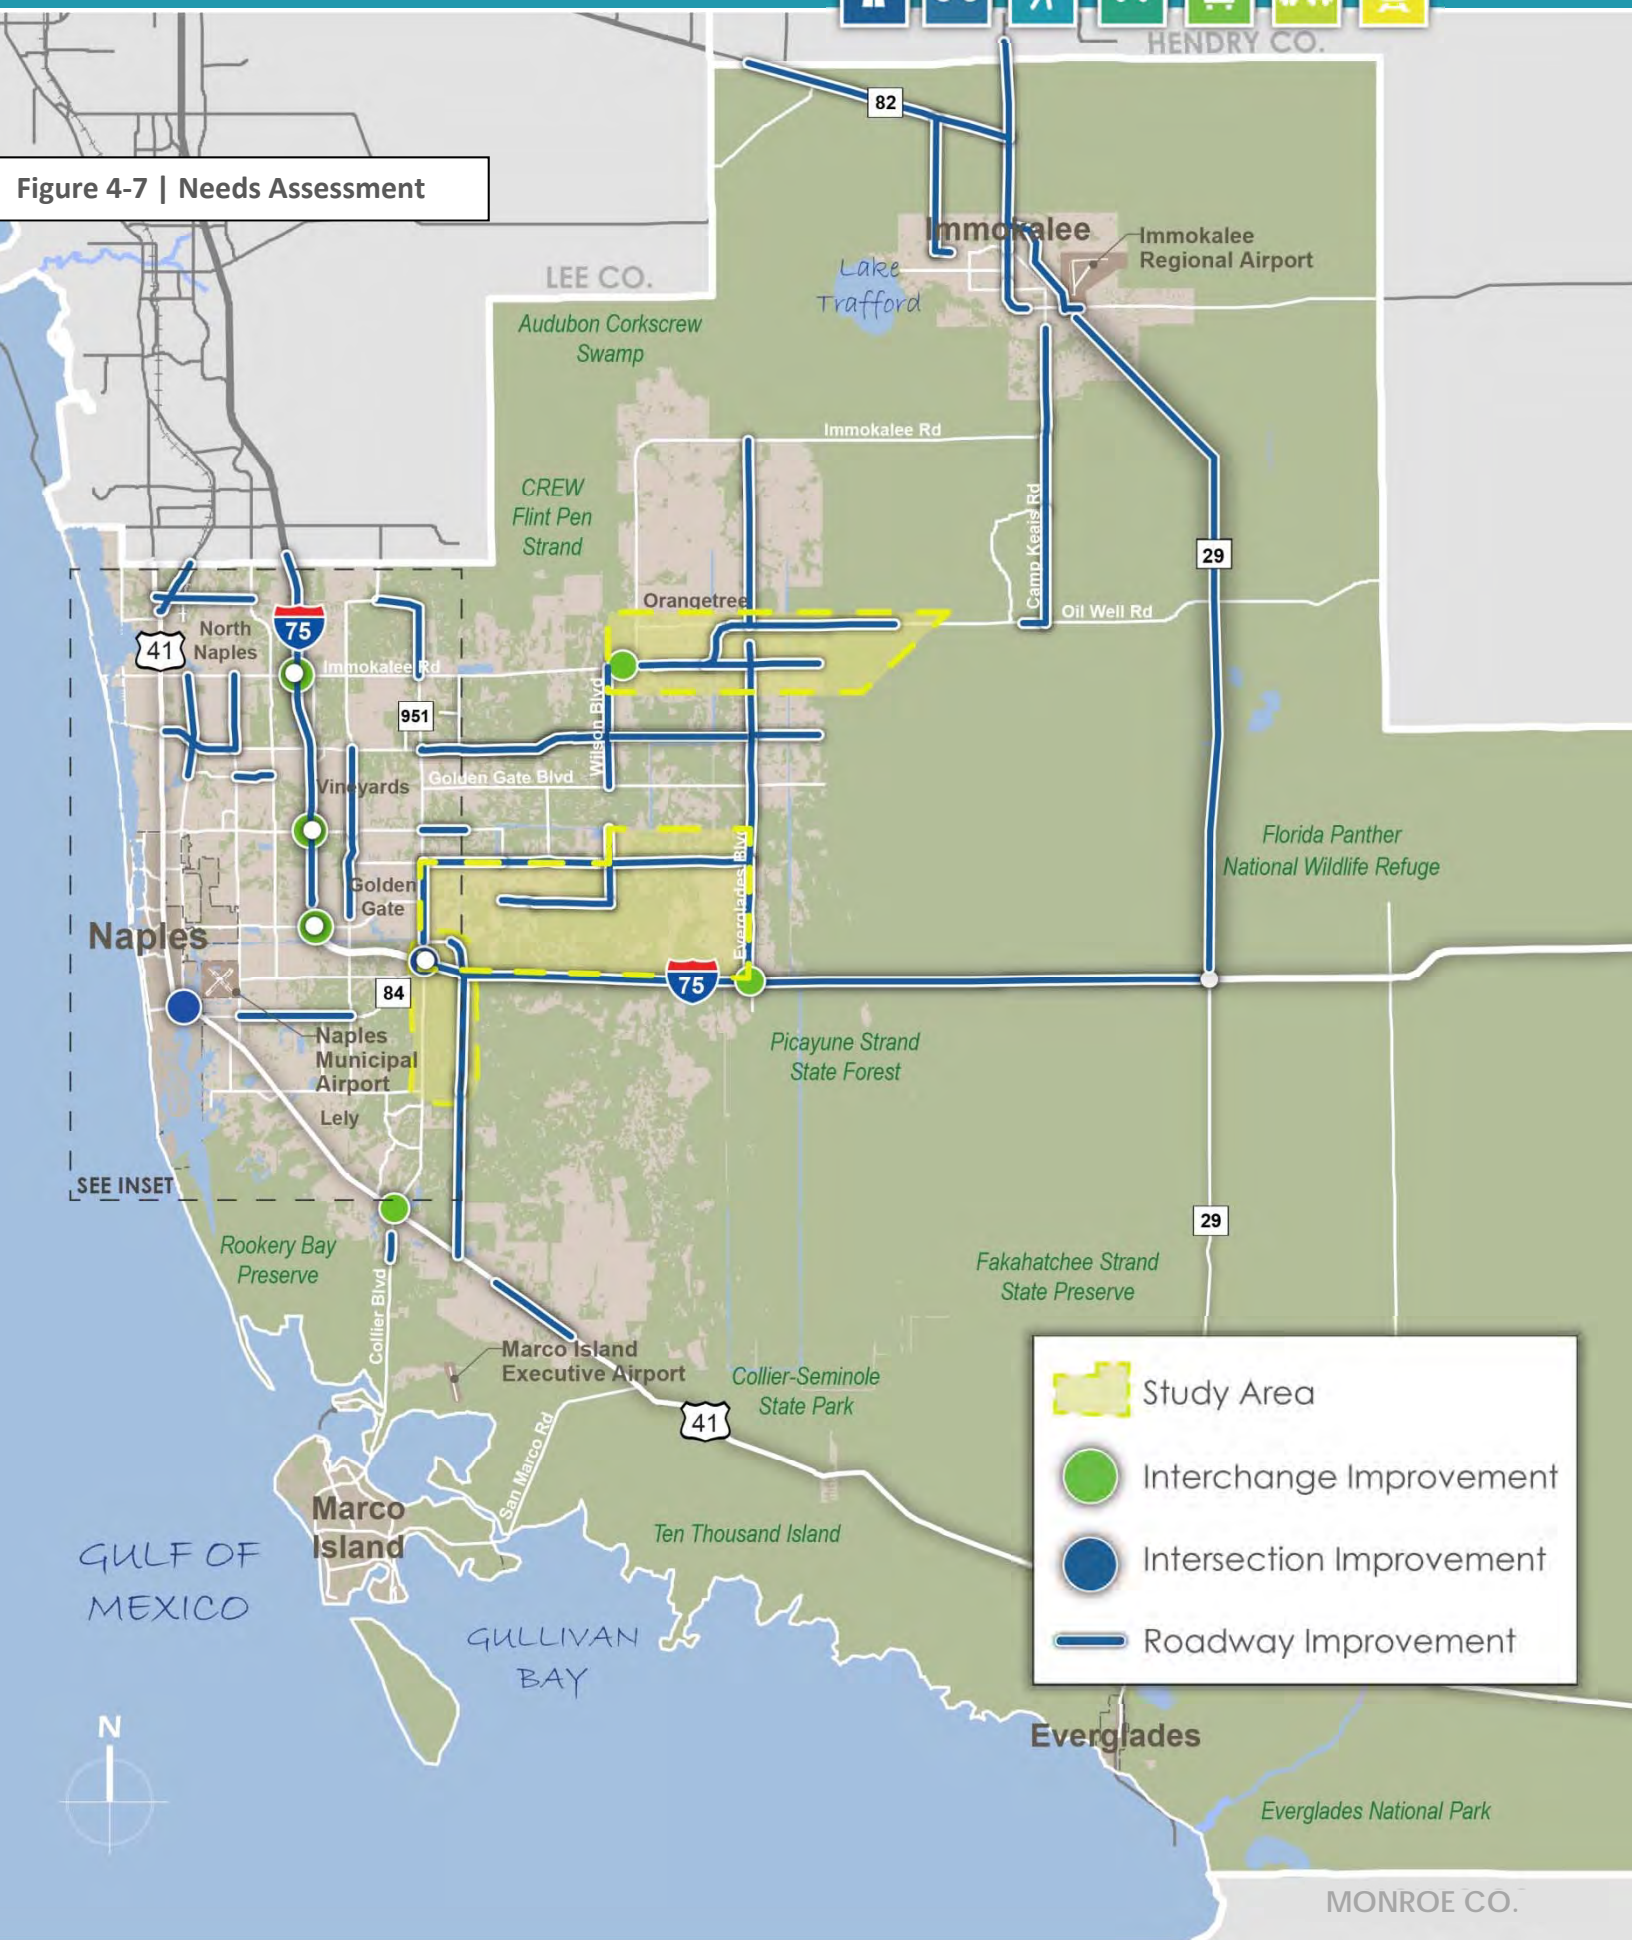 HENDRY CO.
82
Figure 4-7 | Needs Assessment
Immokalee
Immokalee
Regional Airport
LEE CO.
Lake
Trafford
Audubon Corkscrew
Swamp
Immokalee Rd
CREW
Flint Pen
Strand
Camp Keais Rd
29
Orangetree
Oil Well Rd
North
Naples
75
41
Immokalee Rd
951
Wilson Blvd
Golden Gate Blvd
Vineyards
Florida Panther
National Wildlife Refuge
Everglades Blvd
Golden
Gate
Naples
84
75
Naples
Municipal
Airport
Picayune Strand
State Forest
Lely
SEE INSET
29
Rookery Bay
Preserve
Fakahatchee Strand
State Preserve
Collier Blvd
Marco Island
Executive Airport
Collier-Seminole
State Park
41
San Marco Rd
Study Area
Interchange Improvement
Intersection Improvement
Roadway Improvement
Marco
Island
Ten Thousand Island
GULF OF
MEXICO
GULLIVAN
BAY
N
Everglades
Everglades National Park
MONROE CO.